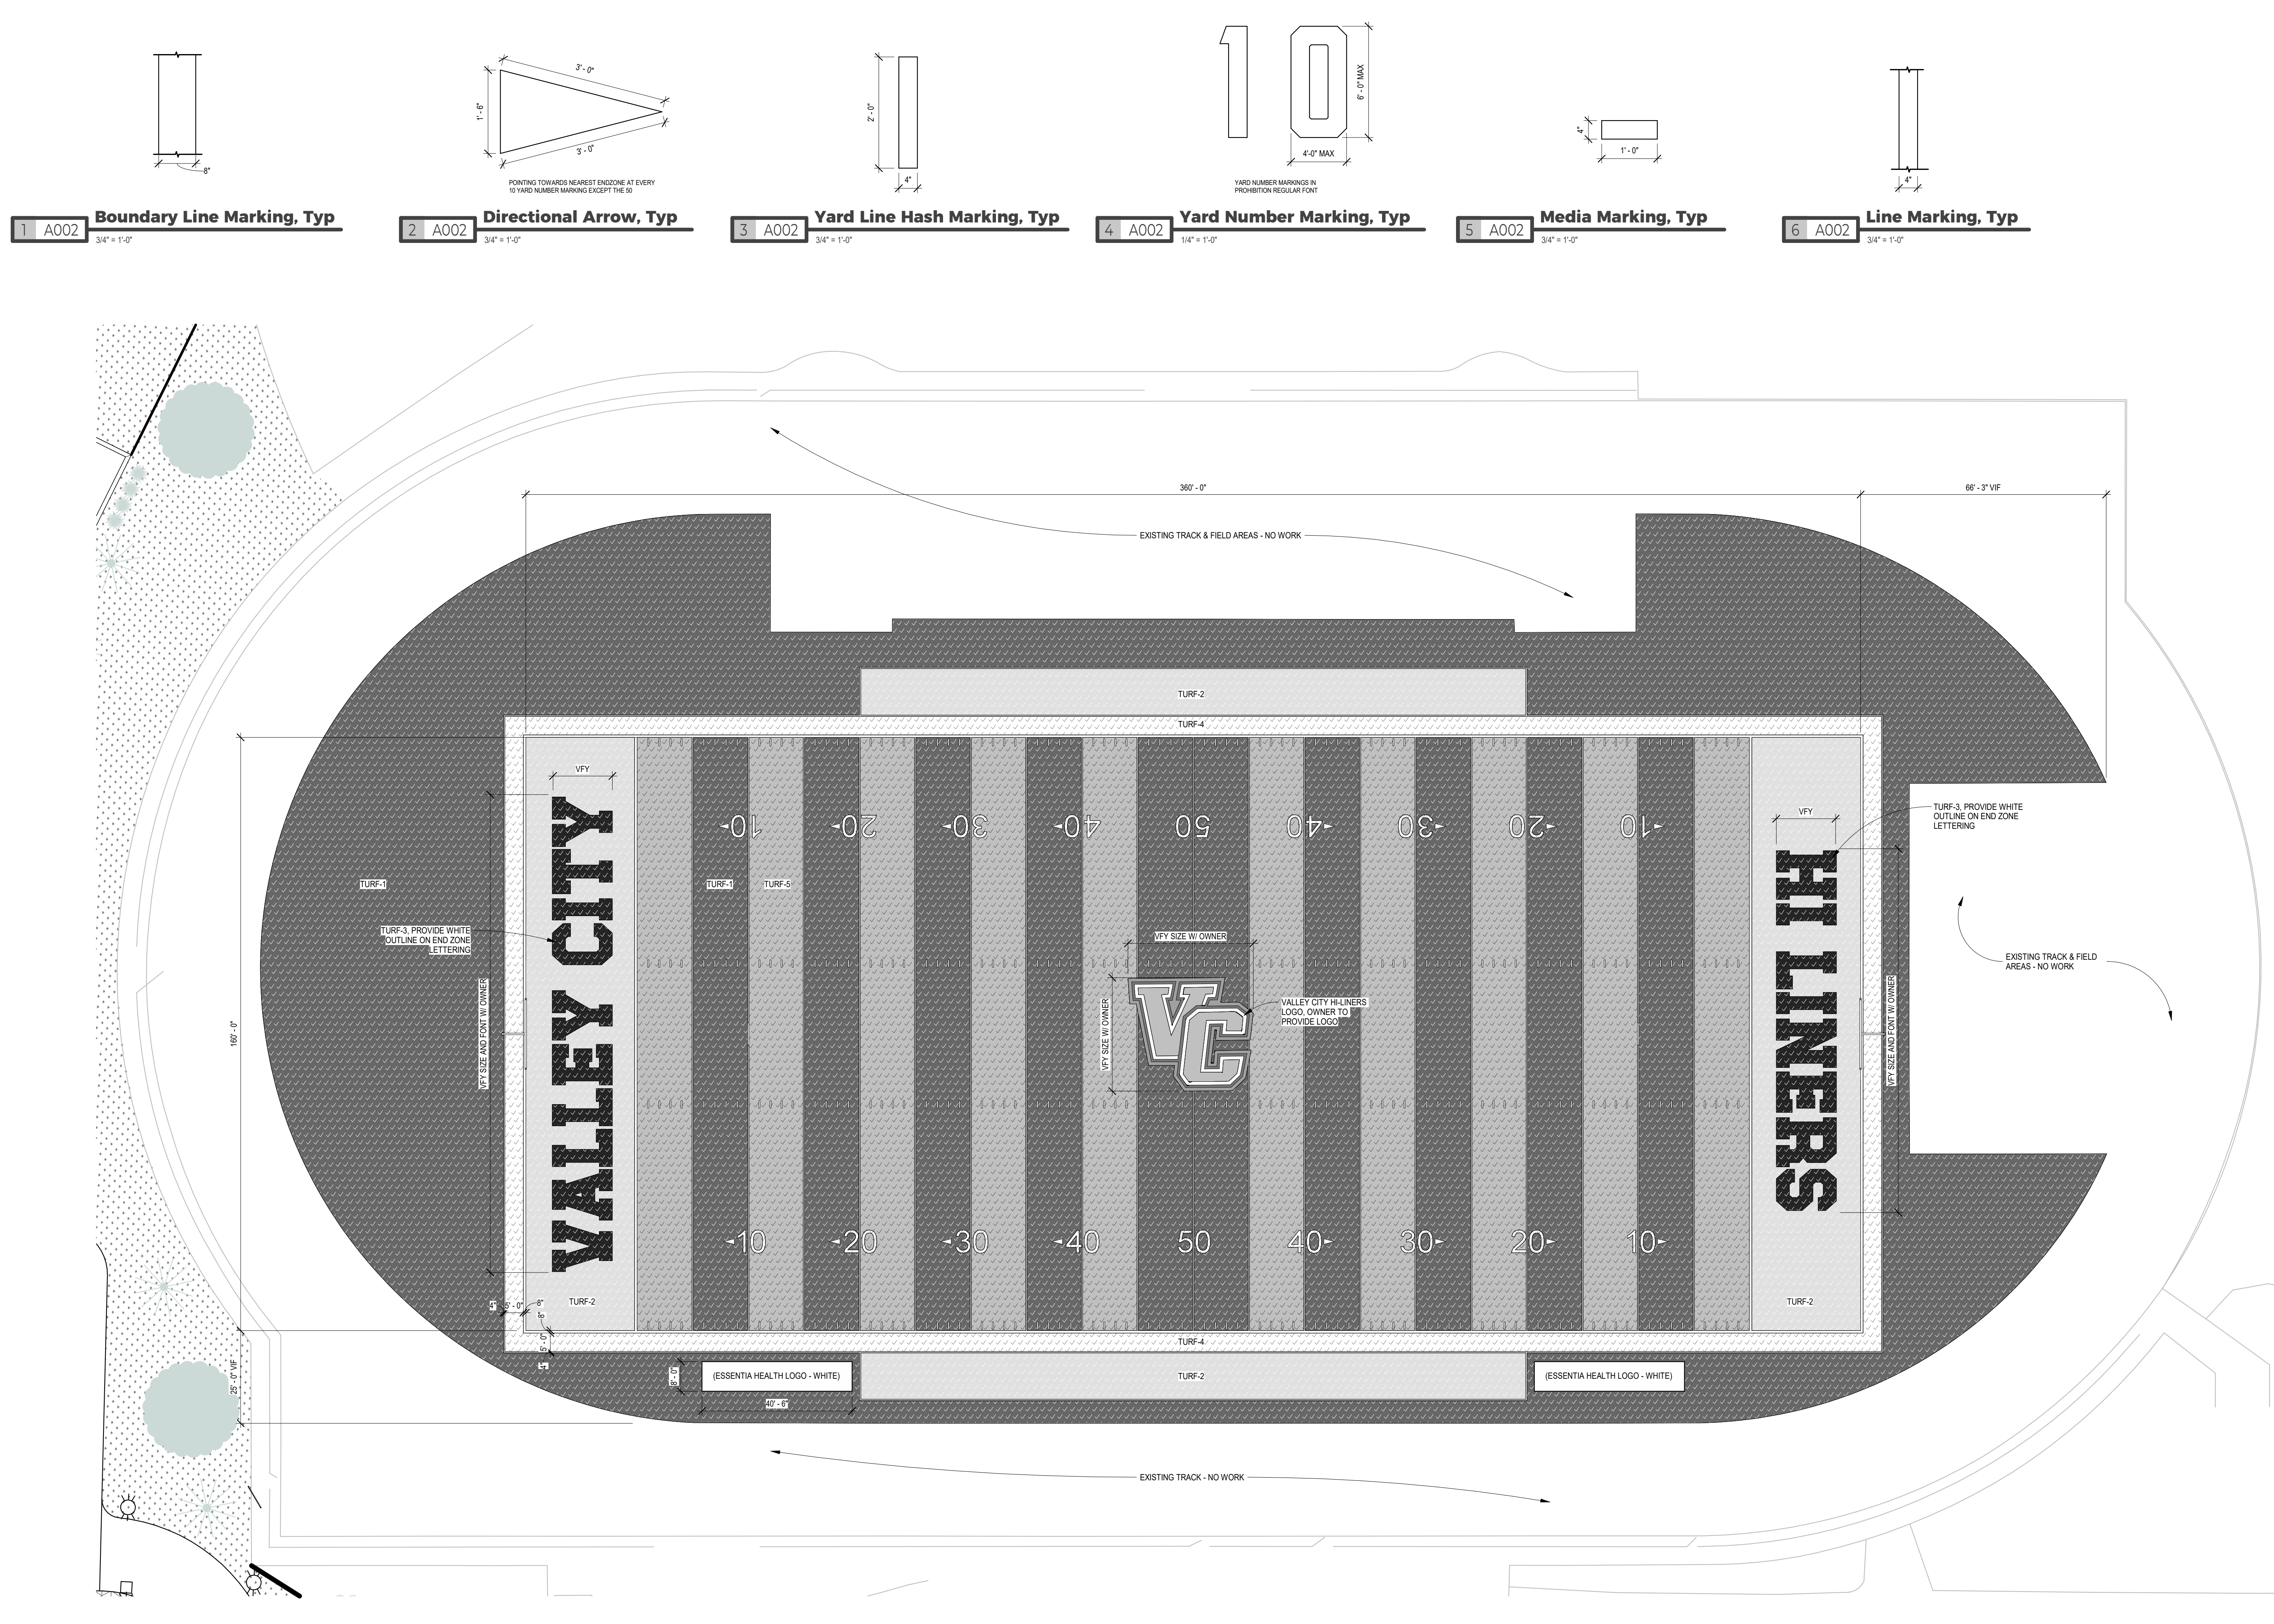 8"
1' - 6"
3' - 0"
3' - 0"
POINTING TOWARDS NEAREST ENDZONE AT EVERY
10 YARD NUMBER MARKING EXCEPT THE 50
2' - 0"
4"
10
6' - 0" MAX
4'-0" MAX
YARD NUMBER MARKINGS IN
PROHIBITION REGULAR FONT
4"
1' - 0"
4"
1 A002 Boundary Line Marking, Typ
3/4" = 1'-0"
2 A002 Directional Arrow, Typ
3/4" = 1'-0"
3 A002 Yard Line Hash Marking, Typ
3/4" = 1'-0"
4 A002 Yard Number Marking, Typ
1/4" = 1'-0"
5 A002 Media Marking, Typ
3/4" = 1'-0"
6 A002 Line Marking, Typ
3/4" = 1'-0"
360' - 0"
66' - 3" VIF
EXISTING TRACK & FIELD AREAS - NO WORK
TURF-2
TURF-4
VFY
VFY
10 20 30 40 50 40 30 20 10
TURF-3, PROVIDE WHITE
OUTLINE ON END ZONE
LETTERING
TURF-1
TURF-1
TURF-5
TURF-3, PROVIDE WHITE
OUTLINE ON END ZONE
LETTERING
VALLEY CITY
HI LINERS
VFY SIZE W/ OWNER
VFY SIZE W/ OWNER
VC
VALLEY CITY HI-LINERS
LOGO, OWNER TO
PROVIDE LOGO
EXISTING TRACK & FIELD
AREAS - NO WORK
VFY SIZE AND FONT W/ OWNER
VFY SIZE AND FONT W/ OWNER
160' - 0"
10 20 30 40 50 40 30 20 10
4"
5' - 0"
8"
8"
5' - 0"
4"
TURF-2
TURF-2
TURF-4
25' - 0" VIF
8' - 0"
(ESSENTIA HEALTH LOGO - WHITE)
TURF-2
(ESSENTIA HEALTH LOGO - WHITE)
40' - 6"
EXISTING TRACK - NO WORK